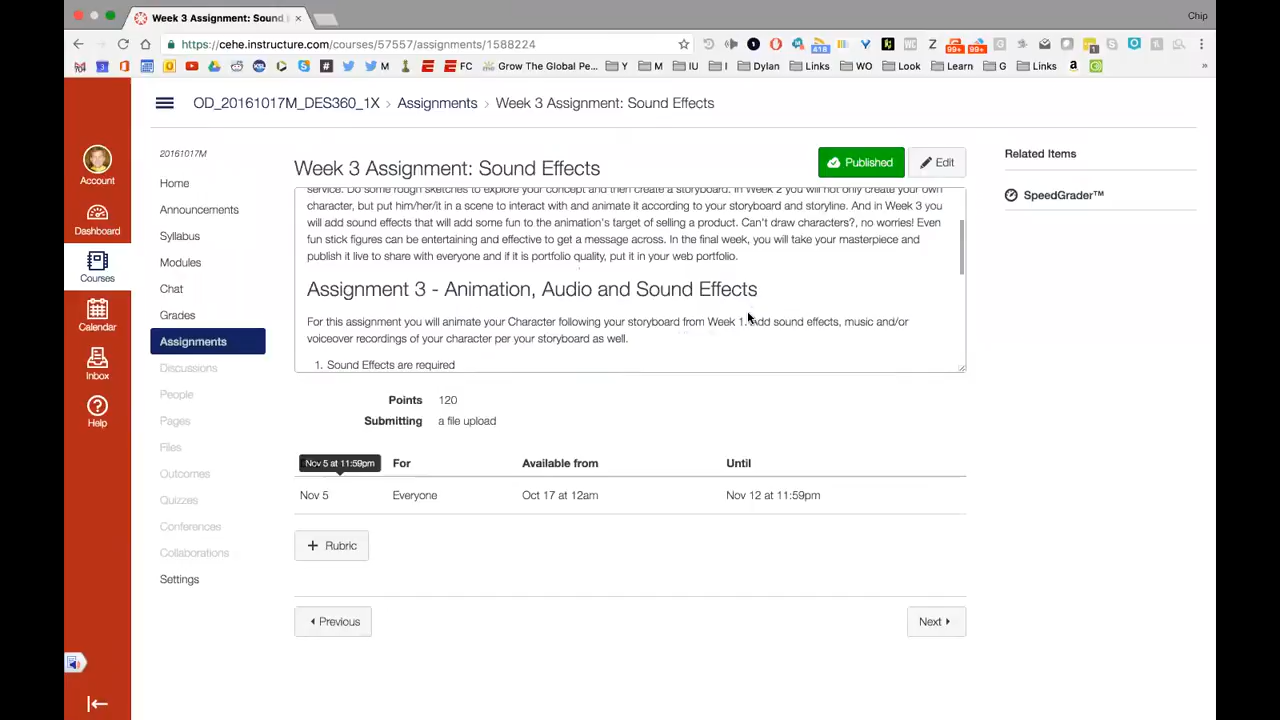 Week 3 Assignment: Sound
Chip
https://cehe.instructure.com/courses/57557/assignments/1588224
418
99+
99+
1
Grow The Global Pe...
FC
Y
M
IU
I
Dylan
Links
WO
Look
Learn
G
Links
OD_20161017M_DES360_1X › Assignments › Week 3 Assignment: Sound Effects
Account
Dashboard
Courses
Calendar
Inbox
Help
20161017M
Home
Announcements
Syllabus
Modules
Chat
Grades
Assignments
Discussions
People
Pages
Files
Outcomes
Quizzes
Conferences
Collaborations
Settings
Week 3 Assignment: Sound Effects
Published
Edit
service. Do some rough sketches to explore your concept and then create a storyboard. In Week 2 you will not only create your own
character, but put him/her/it in a scene to interact with and animate it according to your storyboard and storyline. And in Week 3 you
will add sound effects that will add some fun to the animation's target of selling a product. Can't draw characters?, no worries! Even
fun stick figures can be entertaining and effective to get a message across. In the final week, you will take your masterpiece and
publish it live to share with everyone and if it is portfolio quality, put it in your web portfolio.
Assignment 3 - Animation, Audio and Sound Effects
For this assignment you will animate your Character following your storyboard from Week 1. Add sound effects, music and/or
voiceover recordings of your character per your storyboard as well.
1. Sound Effects are required
Points 120
Submitting a file upload
Nov 5 at 11:59pm
For
Available from
Until
Nov 5
Everyone
Oct 17 at 12am
Nov 12 at 11:59pm
+ Rubric
Previous
Next
Related Items
SpeedGrader™